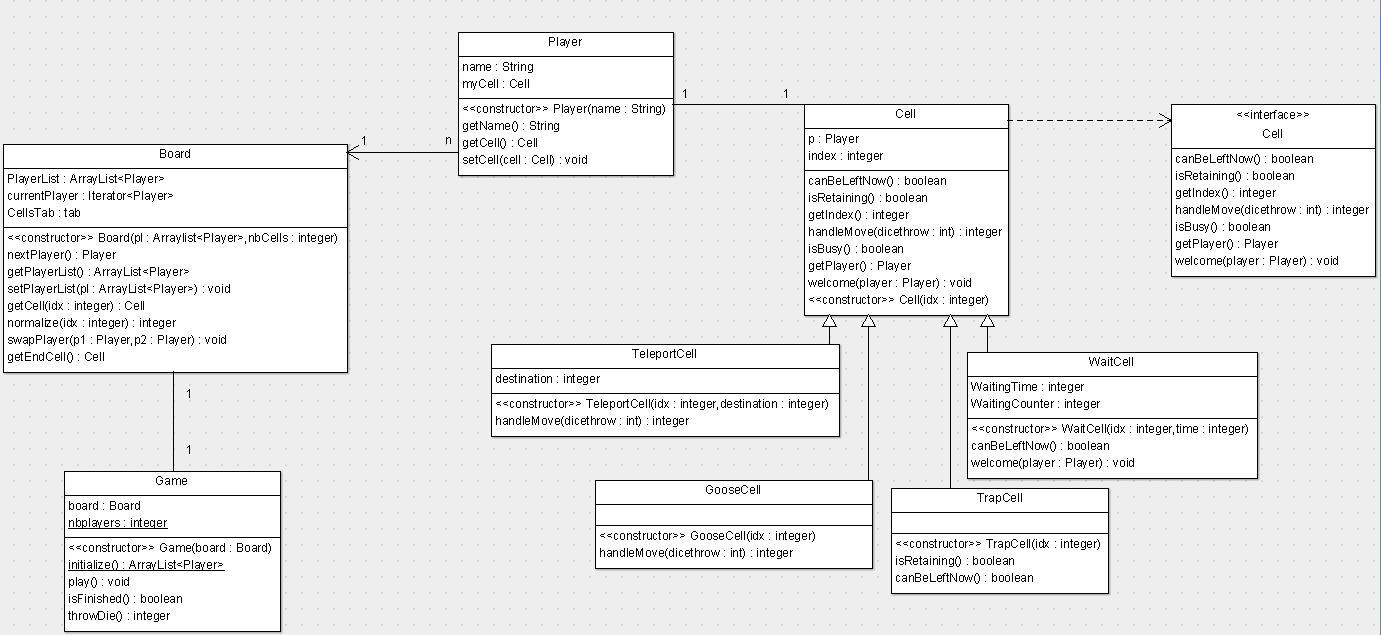 Player
name : String
myCell : Cell
<<constructor>> Player(name : String)
getName() : String
getCell() : Cell
setCell(cell : Cell) : void
1
1
n
1
Board
PlayerList : ArrayList<Player>
currentPlayer : Iterator<Player>
CellsTab : tab
<<constructor>> Board(pl : Arraylist<Player>,nbCells : integer)
nextPlayer() : Player
getPlayerList() : ArrayList<Player>
setPlayerList(pl : ArrayList<Player>) : void
getCell(idx : integer) : Cell
normalize(idx : integer) : integer
swapPlayer(p1 : Player,p2 : Player) : void
getEndCell() : Cell
1
1
Game
board : Board
nbplayers : integer
<<constructor>> Game(board : Board)
initialize() : ArrayList<Player>
play() : void
isFinished() : boolean
throwDie() : integer
Cell
p : Player
index : integer
canBeLeftNow() : boolean
isRetaining() : boolean
getIndex() : integer
handleMove(dicethrow : int) : integer
isBusy() : boolean
getPlayer() : Player
welcome(player : Player) : void
<<constructor>> Cell(idx : integer)
<<interface>>
Cell
canBeLeftNow() : boolean
isRetaining() : boolean
getIndex() : integer
handleMove(dicethrow : int) : integer
isBusy() : boolean
getPlayer() : Player
welcome(player : Player) : void
TeleportCell
destination : integer
<<constructor>> TeleportCell(idx : integer,destination : integer)
handleMove(dicethrow : int) : integer
WaitCell
WaitingTime : integer
WaitingCounter : integer
<<constructor>> WaitCell(idx : integer,time : integer)
canBeLeftNow() : boolean
welcome(player : Player) : void
GooseCell
<<constructor>> GooseCell(idx : integer)
handleMove(dicethrow : int) : integer
TrapCell
<<constructor>> TrapCell(idx : integer)
isRetaining() : boolean
canBeLeftNow() : boolean